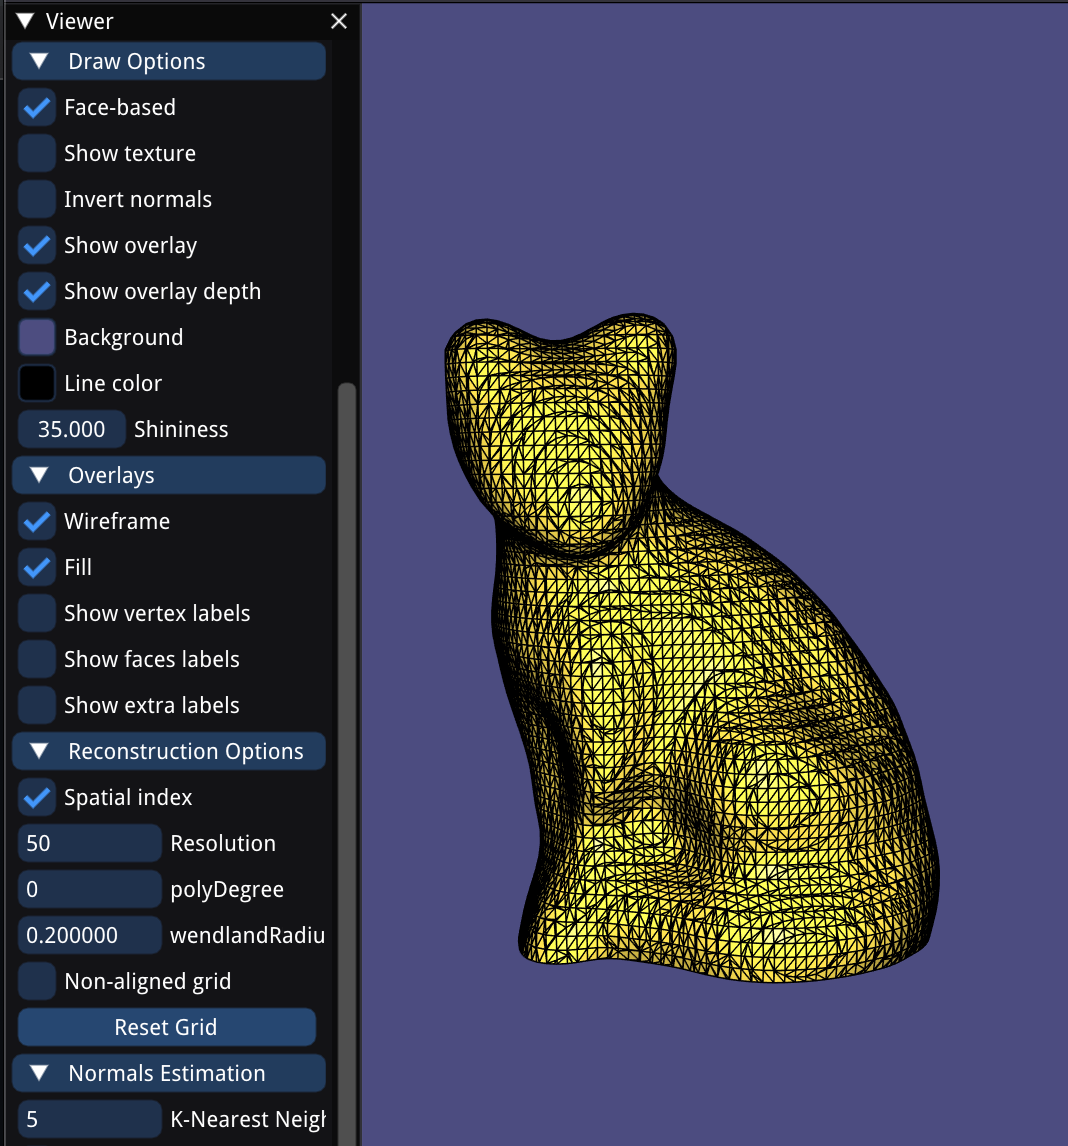 Viewer
Draw Options
Face-based
Show texture
Invert normals
Show overlay
Show overlay depth
Background
Line color
35.000 Shininess
Overlays
Wireframe
Fill
Show vertex labels
Show faces labels
Show extra labels
Reconstruction Options
Spatial index
50 Resolution
0 polyDegree
0.200000 wendlandRadiu
Non-aligned grid
Reset Grid
Normals Estimation
5 K-Nearest Neigh